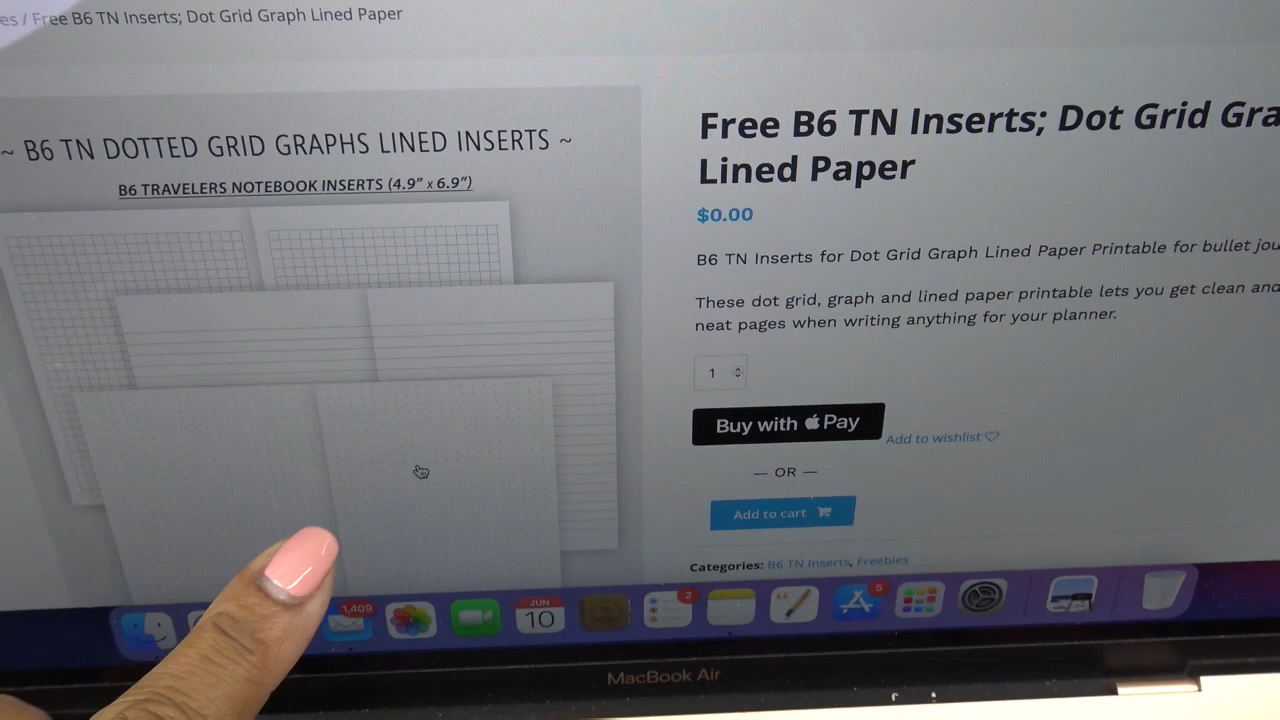 es / Free B6 TN Inserts; Dot Grid Graph Lined Paper
~ B6 TN DOTTED GRID GRAPHS LINED INSERTS ~
B6 TRAVELERS NOTEBOOK INSERTS (4.9” x 6.9”)
Free B6 TN Inserts; Dot Grid Gra
Lined Paper
$0.00
B6 TN Inserts for Dot Grid Graph Lined Paper Printable for bullet jou
These dot grid, graph and lined paper printable lets you get clean and
neat pages when writing anything for your planner.
1
Buy with Pay
Add to wishlist
— OR —
Add to cart
Categories: B6 TN Inserts, Freebies
1,409
JUN
10
2
5
MacBook Air